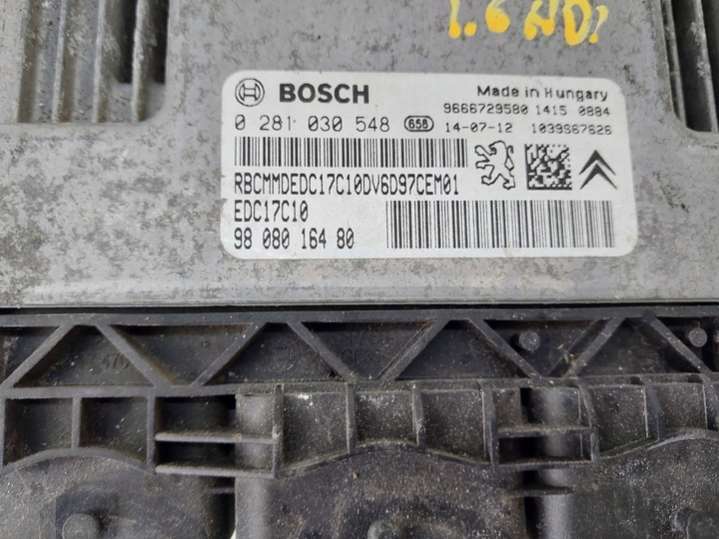 1.6 HDI
BOSCH
Made in Hungary
9666729580 1415 0884
0 281 030 548 658 14-07-12 1039S67626
RBCMMDEDC17C10DV6D97CEM01
EDC17C10
98 080 164 80